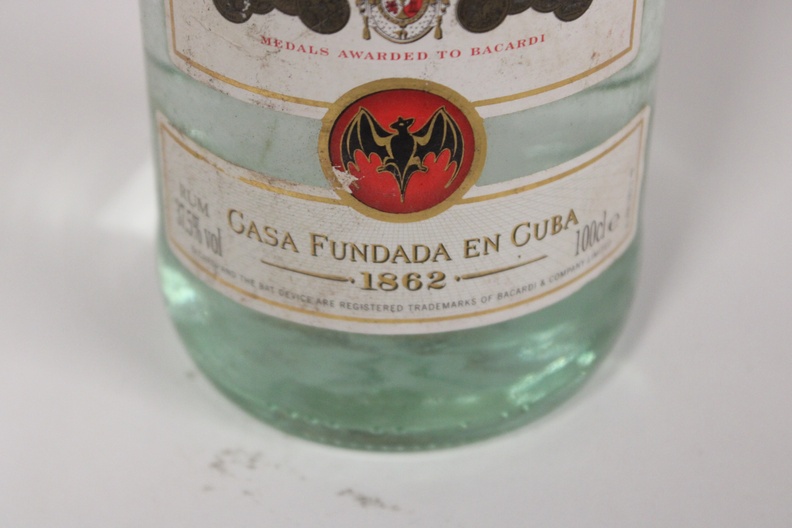 MEDALS AWARDED TO BACARDI
RUM
37.5% vol
CASA FUNDADA EN CUBA
1862
100cl e
THE BAT DEVICE ARE REGISTERED TRADEMARKS OF BACARDI & COMPANY LIMITED